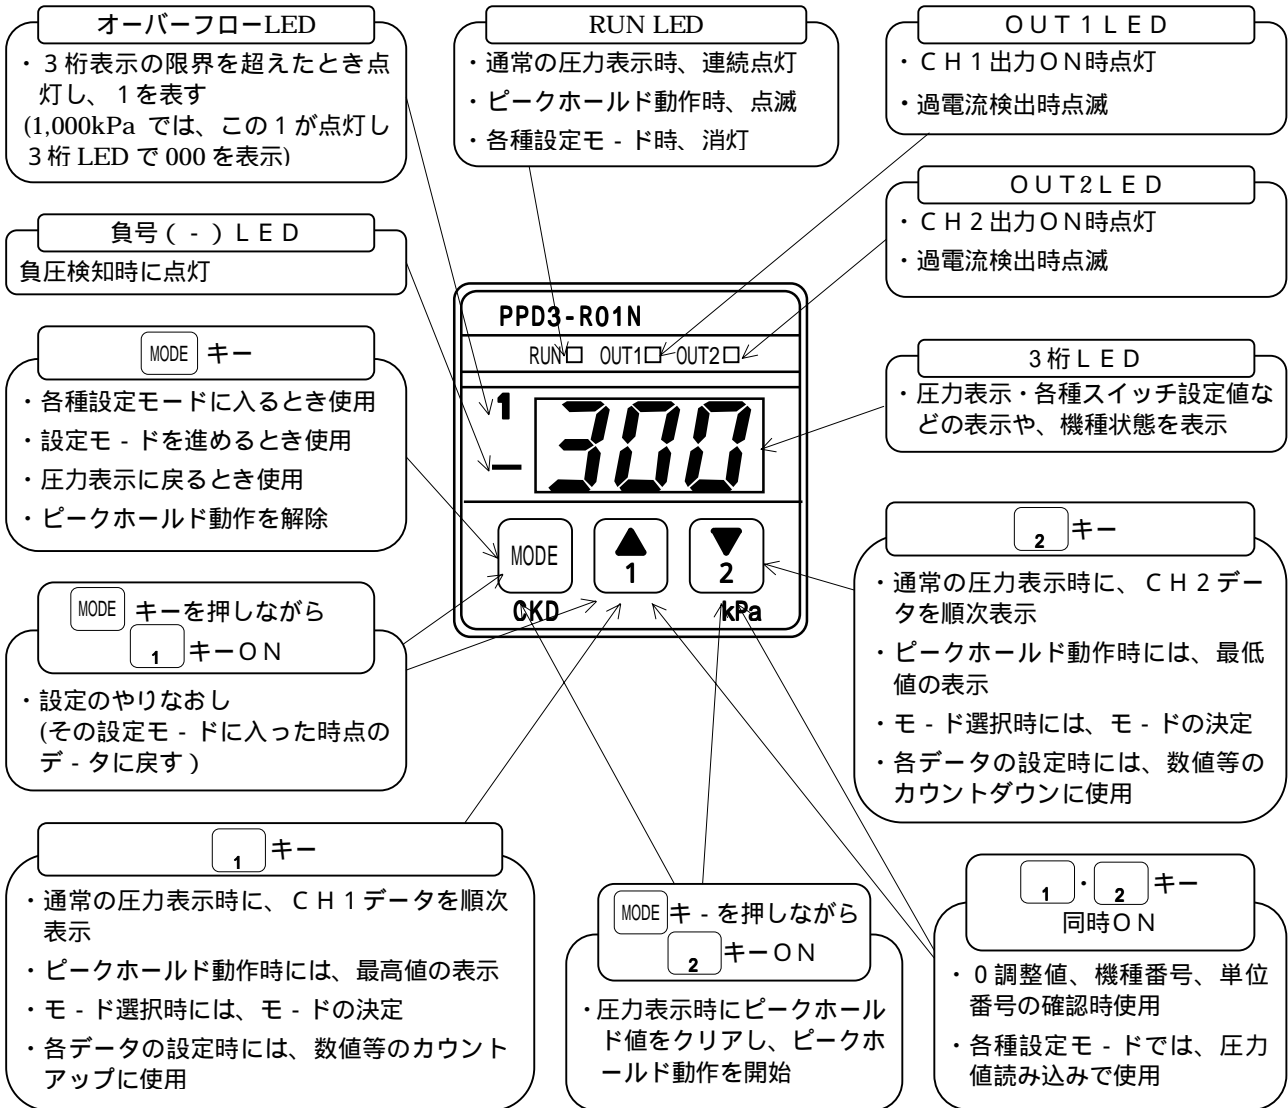 オーバーフローLED
・３桁表示の限界を超えたとき点
灯し、１を表す
(1,000kPa では、この１が点灯し
３桁 LED で 000 を表示)
RUN LED
・通常の圧力表示時、連続点灯
・ピークホールド動作時、点滅
・各種設定モ‐ド時、消灯
ＯＵＴ１ＬＥＤ
・ＣＨ１出力ＯＮ時点灯
・過電流検出時点滅
ＯＵＴ2ＬＥＤ
・ＣＨ２出力ＯＮ時点灯
・過電流検出時点滅
負号（‐）ＬＥＤ
負圧検知時に点灯
MODE キー
・各種設定モードに入るとき使用
・設定モ‐ドを進めるとき使用
・圧力表示に戻るとき使用
・ピークホールド動作を解除
PPD3-R01N
RUN□ OUT1□ OUT2□
1
－ 300
MODE ▲1 ▼2
CKD kPa
３桁ＬＥＤ
・圧力表示・各種スイッチ設定値な
どの表示や、機種状態を表示
2 キー
・通常の圧力表示時に、ＣＨ２デー
タを順次表示
・ピークホールド動作時には、最低
値の表示
・モ‐ド選択時には、モ‐ドの決定
・各データの設定時には、数値等の
カウントダウンに使用
MODE キーを押しながら
1 キーＯＮ
・設定のやりなおし
(その設定モ‐ドに入った時点の
デ‐タに戻す）
1 キー
・通常の圧力表示時に、ＣＨ１データを順次
表示
・ピークホールド動作時には、最高値の表示
・モ‐ド選択時には、モ‐ドの決定
・各データの設定時には、数値等のカウント
アップに使用
MODE キ‐を押しながら
2 キーＯＮ
・圧力表示時にピークホール
ド値をクリアし、ピークホ
ールド動作を開始
1 ・ 2 キー
同時ＯＮ
・０調整値、機種番号、単位
番号の確認時使用
・各種設定モ‐ドでは、圧力
値読み込みで使用